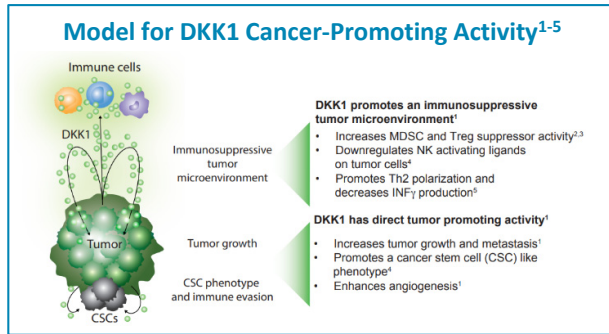 Model for DKK1 Cancer-Promoting Activity1-5
Immune cells
DKK1
Immunosuppressive
tumor
microenvironment
Tumor
Tumor growth
CSC phenotype
and immune evasion
CSCs
DKK1 promotes an immunosuppressive
tumor microenvironment1
• Increases MDSC and Treg suppressor activity2,3
• Downregulates NK activating ligands
on tumor cells4
• Promotes Th2 polarization and
decreases INFγ production5
DKK1 has direct tumor promoting activity1
• Increases tumor growth and metastasis1
• Promotes a cancer stem cell (CSC) like
phenotype4
• Enhances angiogenesis1